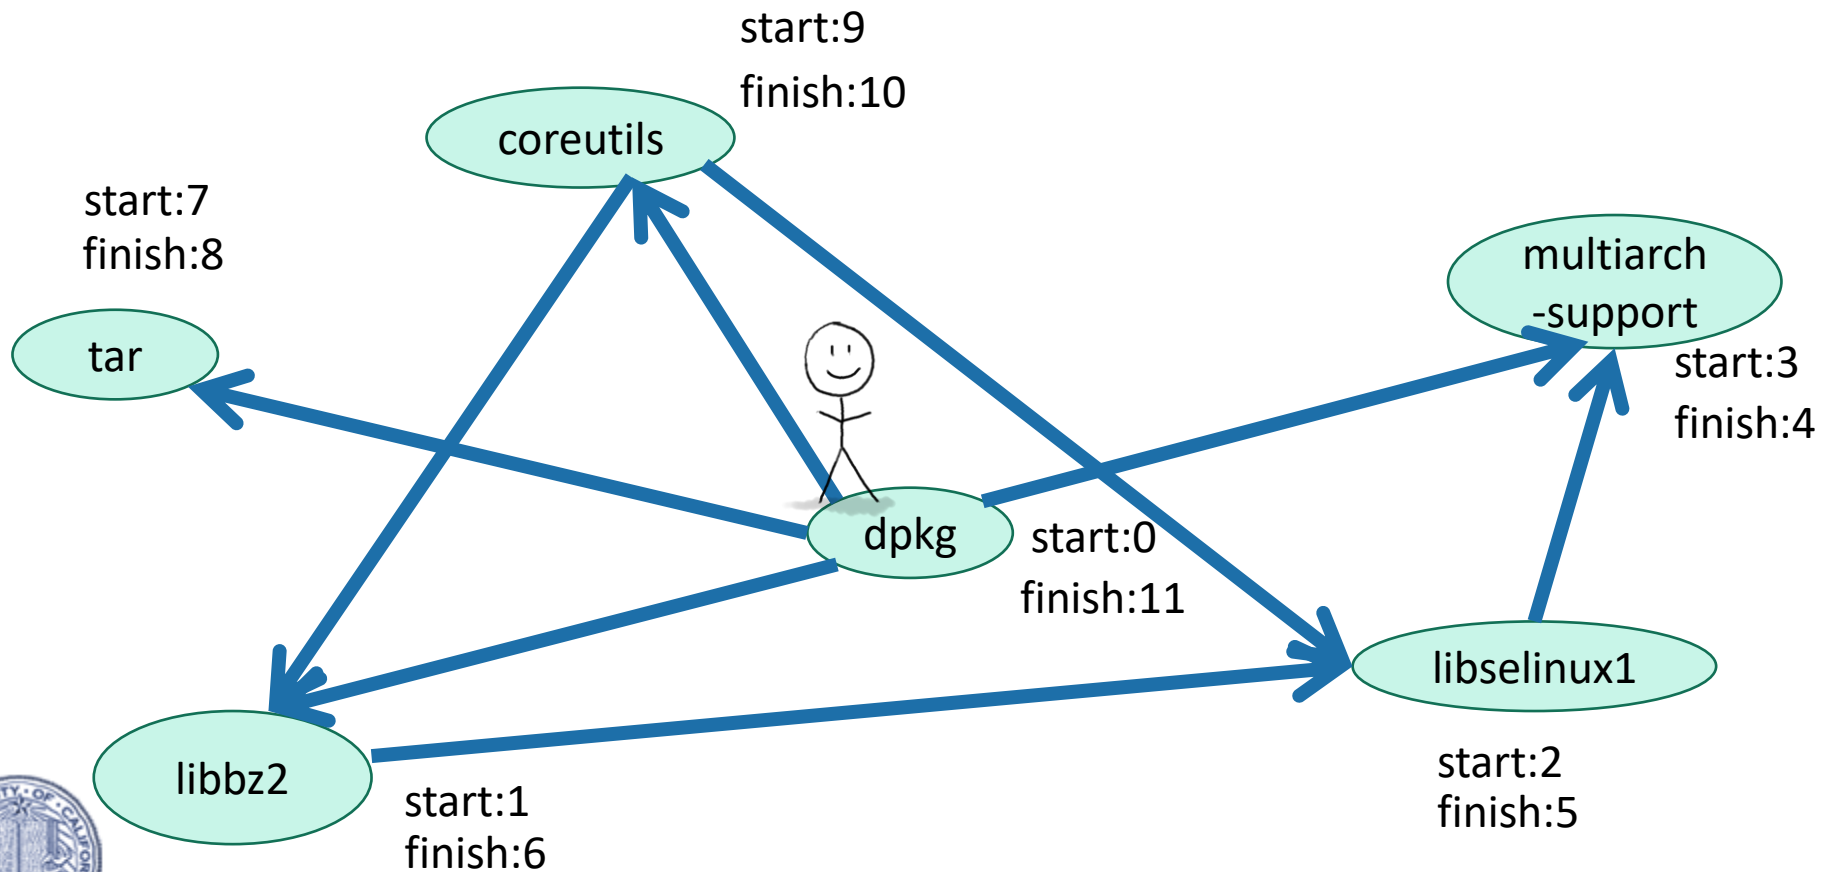 start:9
finish:10
coreutils
start:7
finish:8
tar
multiarch
-support
start:3
finish:4
dpkg
start:0
finish:11
libselinux1
start:2
finish:5
libbz2
start:1
finish:6